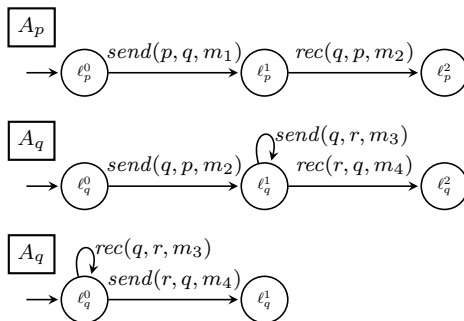 A_p
send(p, q, m_1) rec(q, p, m_2)
ℓ_p^0 ℓ_p^1 ℓ_p^2
A_q
send(q, r, m_3)
send(q, p, m_2) rec(r, q, m_4)
ℓ_q^0 ℓ_q^1 ℓ_q^2
A_q
rec(q, r, m_3)
send(r, q, m_4)
ℓ_q^0 ℓ_q^1